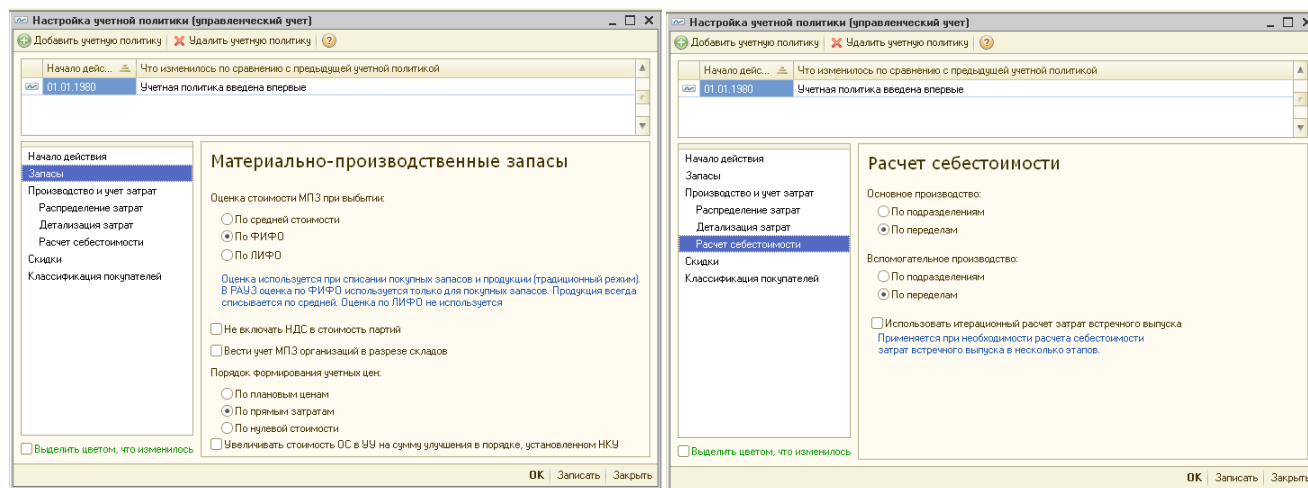 Настройка учетной политики (управленческий учет)
Добавить учетную политику
Удалить учетную политику
Начало дейс...
Что изменилось по сравнению с предыдущей учетной политикой
01.01.1980
Учетная политика введена впервые
Начало действия
Запасы
Производство и учет затрат
Распределение затрат
Детализация затрат
Расчет себестоимости
Скидки
Классификация покупателей
Выделить цветом, что изменилось
Материально-производственные запасы
Оценка стоимости МПЗ при выбытии:
По средней стоимости
По ФИФО
По ЛИФО
Оценка используется при списании покупных запасов и продукции (традиционный режим).
В РАУЗ оценка по ФИФО используется только для покупных запасов. Продукция всегда
списывается по средней. Оценка по ЛИФО не используется
Не включать НДС в стоимость партий
Вести учет МПЗ организаций в разрезе складов
Порядок формирования учетных цен:
По плановым ценам
По прямым затратам
По нулевой стоимости
Увеличивать стоимость ОС в УУ на сумму улучшения в порядке, установленном НКУ
OK Записать Закрыть
Настройка учетной политики (управленческий учет)
Добавить учетную политику
Удалить учетную политику
Начало дейс...
Что изменилось по сравнению с предыдущей учетной политикой
01.01.1980
Учетная политика введена впервые
Начало действия
Запасы
Производство и учет затрат
Распределение затрат
Детализация затрат
Расчет себестоимости
Скидки
Классификация покупателей
Выделить цветом, что изменилось
Расчет себестоимости
Основное производство:
По подразделениям
По переделам
Вспомогательное производство:
По подразделениям
По переделам
Использовать итерационный расчет затрат встречного выпуска
Применяется при необходимости расчета себестоимости
затрат встречного выпуска в несколько этапов.
OK Записать Закрыть